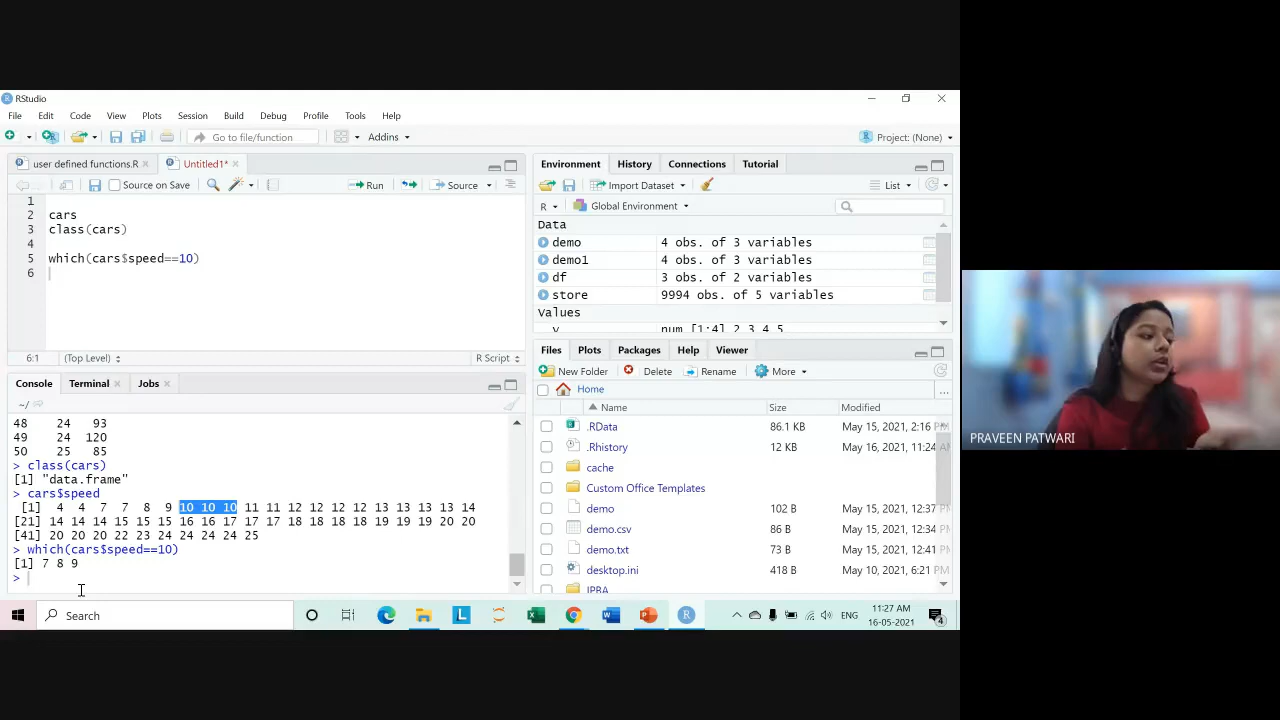 RStudio
File Edit Code View Plots Session Build Debug Profile Tools Help
Go to file/function Addins Project: (None)
user defined functions.R Untitled1*
Source on Save Run Source
1
2 cars
3 class(cars)
4
5 which(cars$speed==10)
6
6:1 (Top Level) R Script
Console Terminal Jobs
~/
48 24 93
49 24 120
50 25 85
> class(cars)
[1] "data.frame"
> cars$speed
[1] 4 4 7 7 8 9 10 10 10 11 11 12 12 12 12 13 13 13 13 14
[21] 14 14 14 15 15 15 16 16 17 17 17 18 18 18 18 19 19 19 20 20
[41] 20 20 20 22 23 24 24 24 24 25
> which(cars$speed==10)
[1] 7 8 9
>
Environment History Connections Tutorial
Import Dataset List
R Global Environment
Data
demo 4 obs. of 3 variables
demo1 4 obs. of 3 variables
df 3 obs. of 2 variables
store 9994 obs. of 5 variables
Values
v num [1:4] 2 3 4 5
Files Plots Packages Help Viewer
New Folder Delete Rename More
Home
Name Size Modified
.RData 86.1 KB May 15, 2021, 2:16 PM
.Rhistory 12 KB May 16, 2021, 11:24
cache
Custom Office Templates
demo 102 B May 15, 2021, 12:37
demo.csv 86 B May 15, 2021, 12:34
demo.txt 73 B May 15, 2021, 12:41
desktop.ini 418 B May 10, 2021, 6:21
IPBA
PRAVEEN PATWARI
Search
ENG
11:27 AM
16-05-2021
4